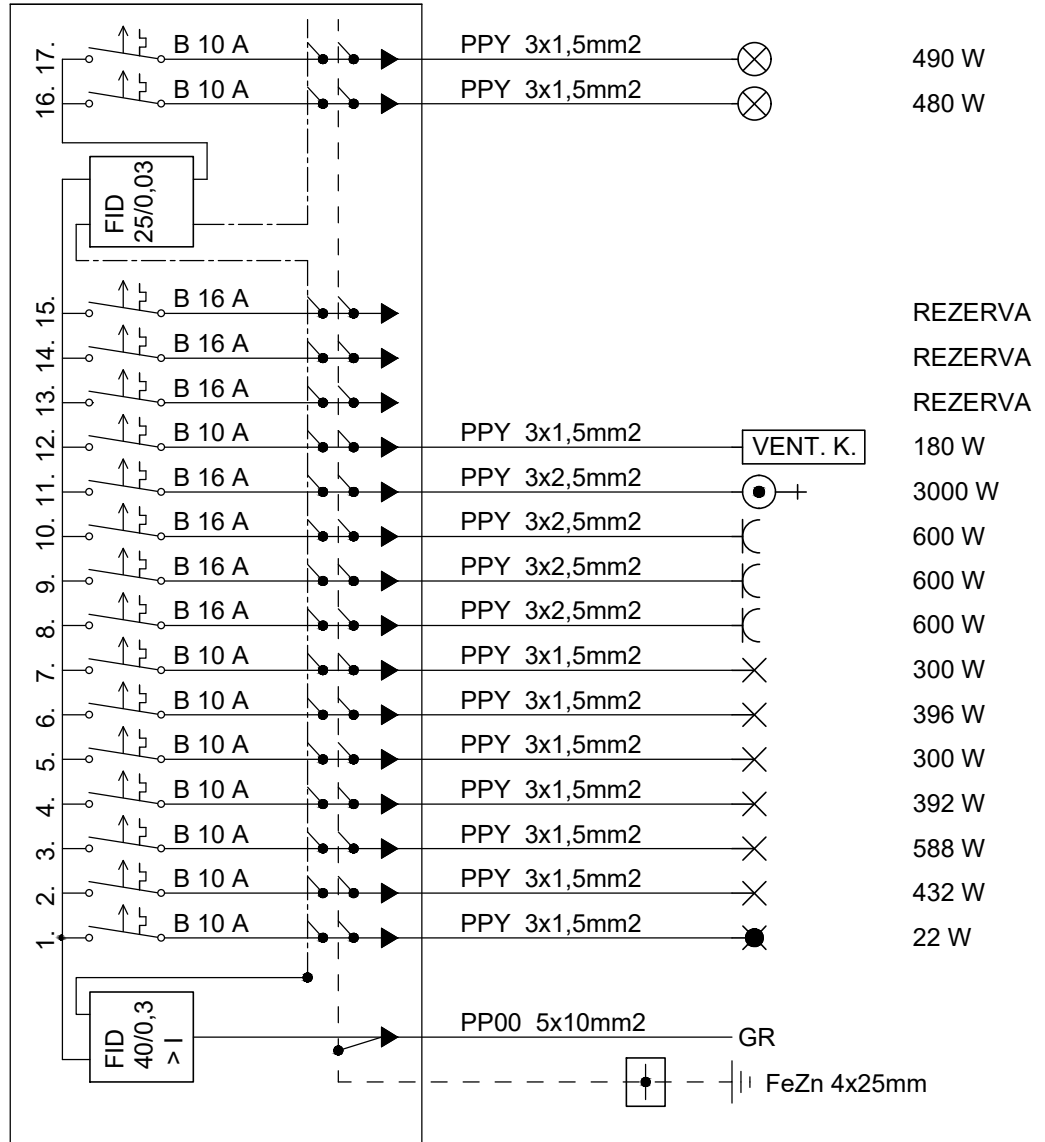 17. B 10 A PPY 3x1,5mm2 490 W
16. B 10 A PPY 3x1,5mm2 480 W
FID
25/0,03
15. B 16 A REZERVA
14. B 16 A REZERVA
13. B 16 A REZERVA
12. B 10 A PPY 3x1,5mm2 VENT. K. 180 W
11. B 16 A PPY 3x2,5mm2 3000 W
10. B 16 A PPY 3x2,5mm2 600 W
9. B 16 A PPY 3x2,5mm2 600 W
8. B 16 A PPY 3x2,5mm2 600 W
7. B 10 A PPY 3x1,5mm2 300 W
6. B 10 A PPY 3x1,5mm2 396 W
5. B 10 A PPY 3x1,5mm2 300 W
4. B 10 A PPY 3x1,5mm2 392 W
3. B 10 A PPY 3x1,5mm2 588 W
2. B 10 A PPY 3x1,5mm2 432 W
1. B 10 A PPY 3x1,5mm2 22 W
FID
40/0,3
> I
PP00 5x10mm2 GR
FeZn 4x25mm